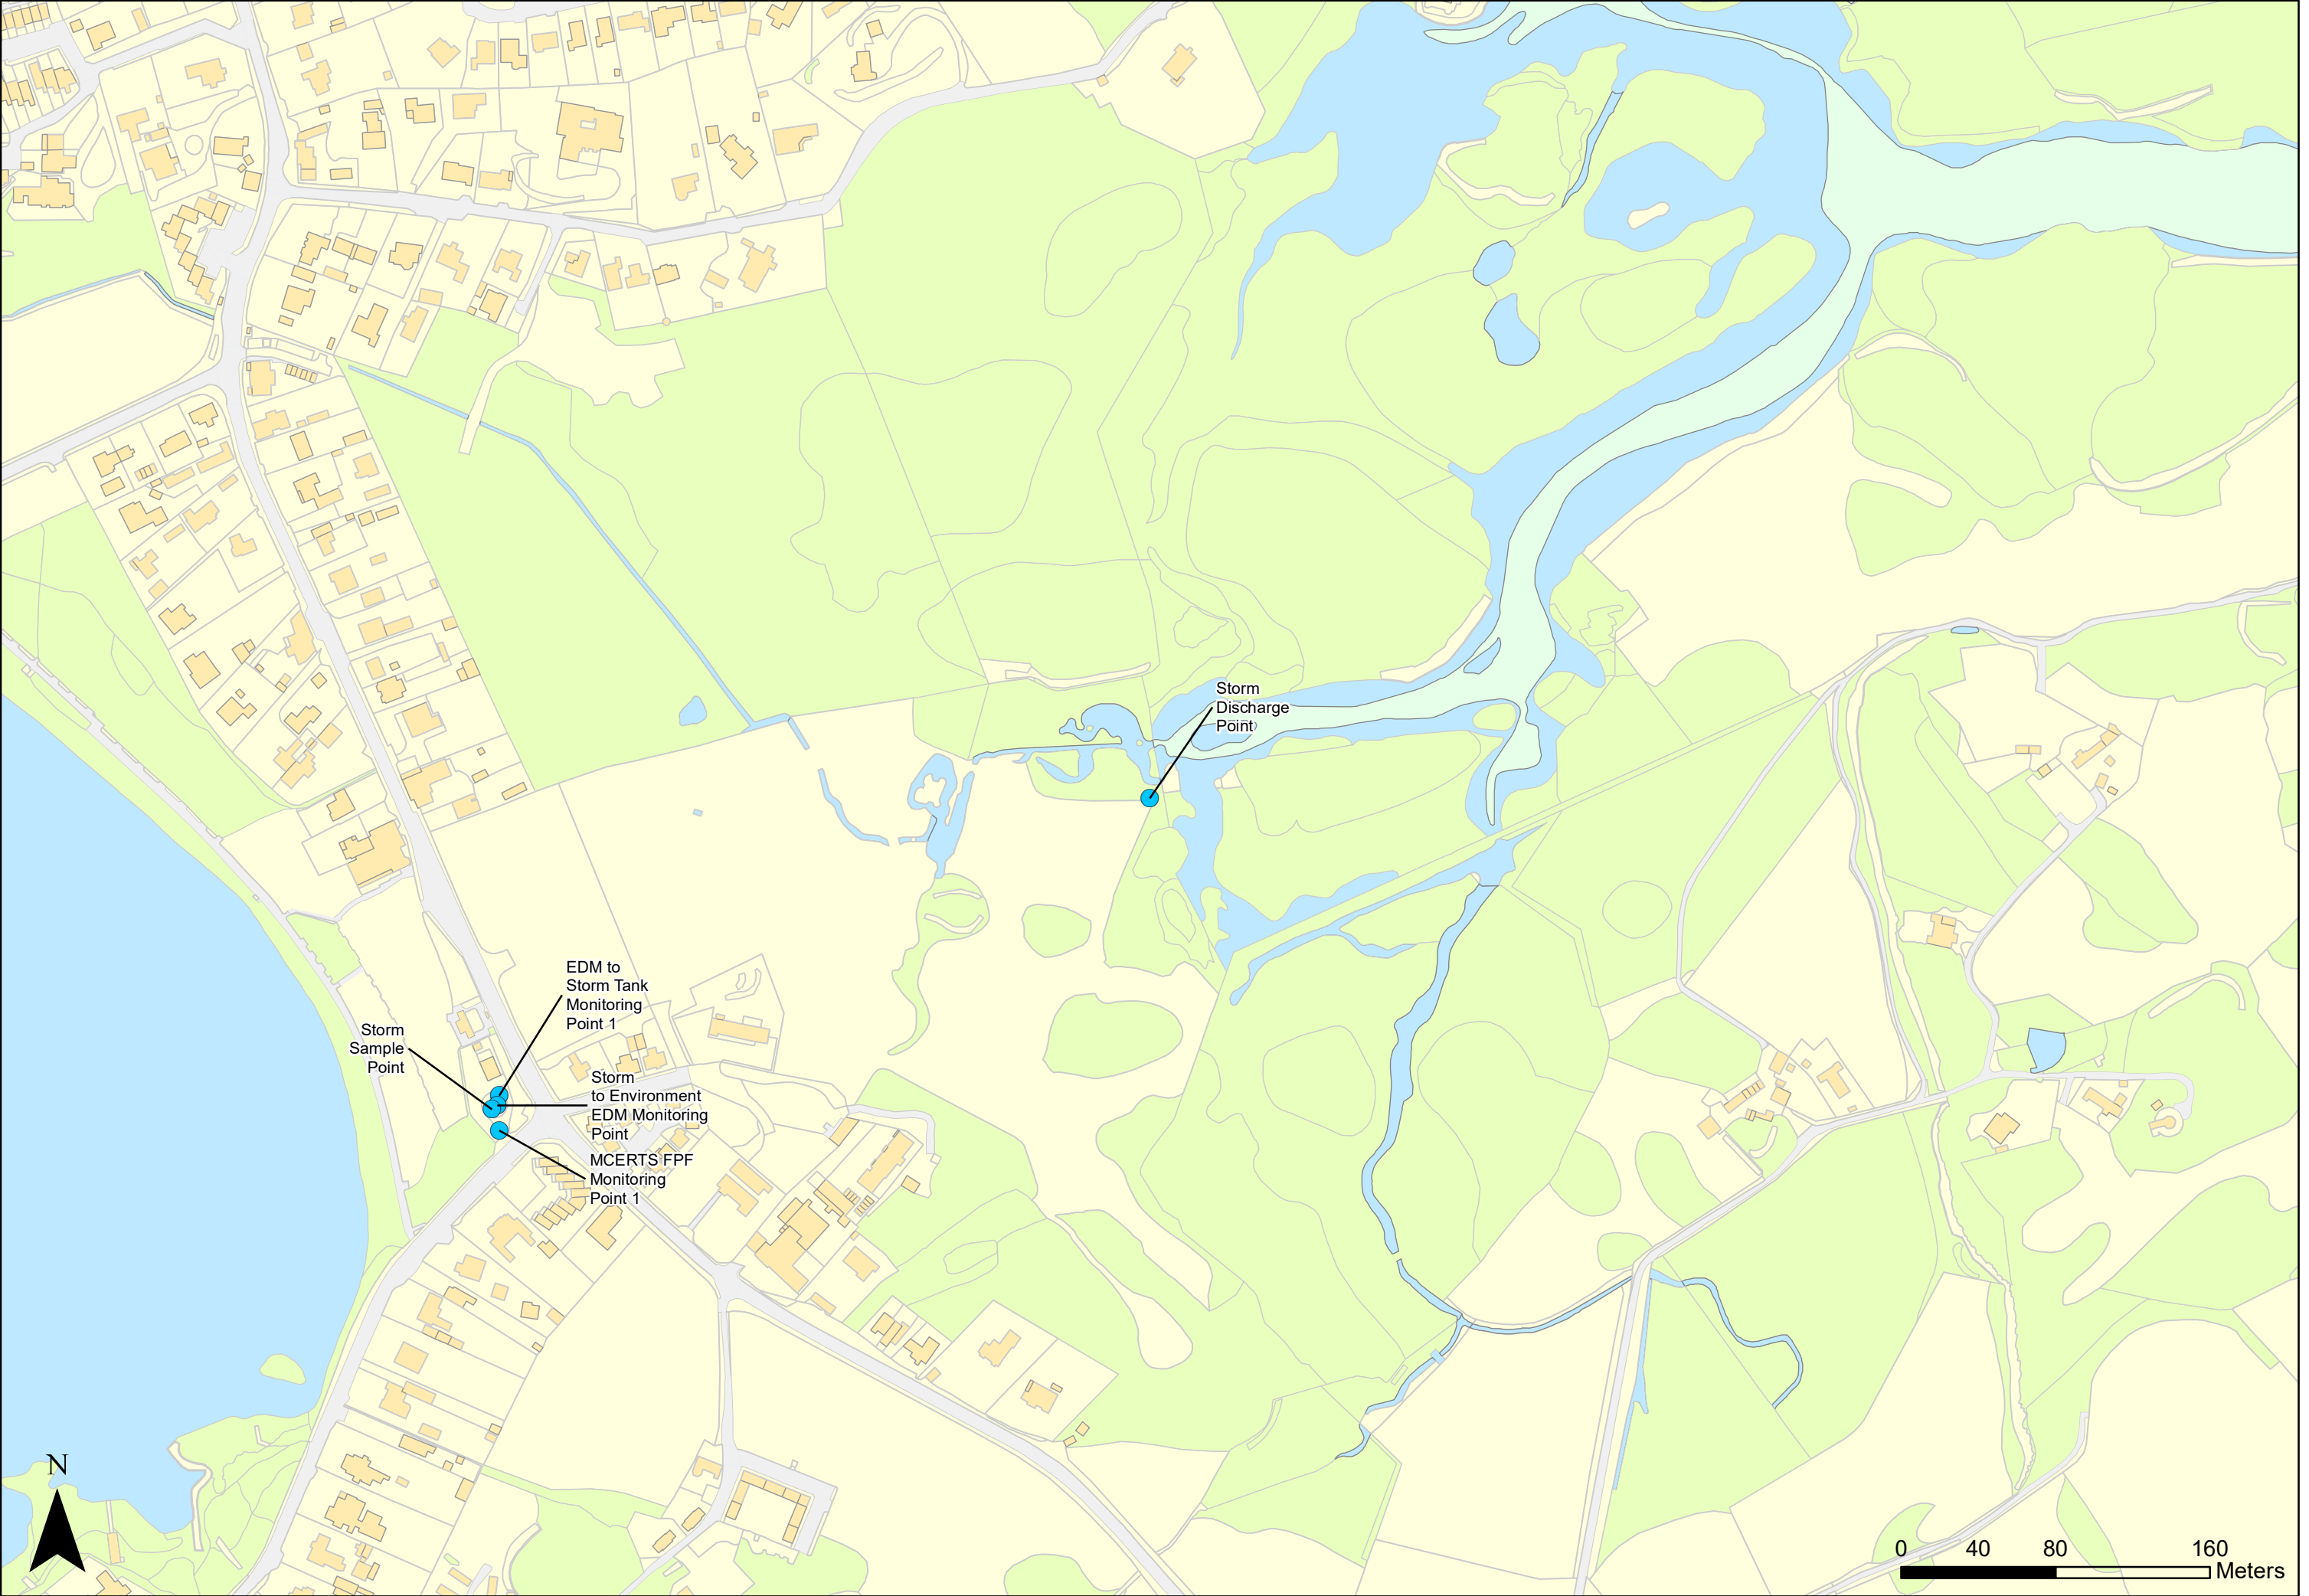 Storm
Discharge
Point
EDM to
Storm Tank
Monitoring
Point 1
Storm
Sample
Point
Storm
to Environment
EDM Monitoring
Point
MCERTS FPF
Monitoring
Point 1
N
0 40 80 160
Meters